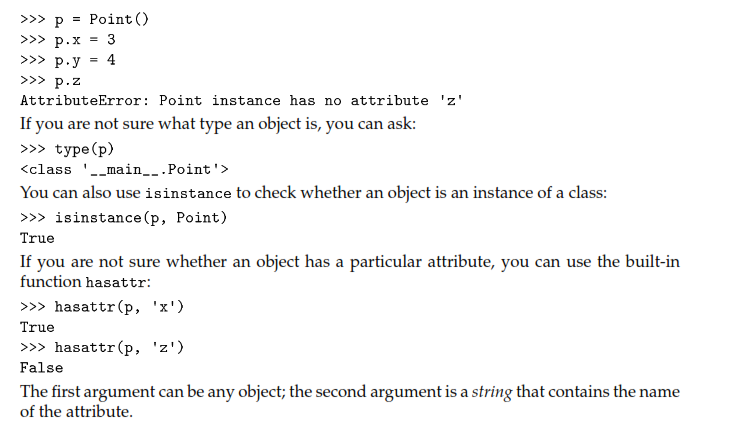 >>> p = Point()
>>> p.x = 3
>>> p.y = 4
>>> p.z
AttributeError: Point instance has no attribute 'z'
If you are not sure what type an object is, you can ask:
>>> type(p)
<class '__main__.Point'>
You can also use isinstance to check whether an object is an instance of a class:
>>> isinstance(p, Point)
True
If you are not sure whether an object has a particular attribute, you can use the built-in
function hasattr:
>>> hasattr(p, 'x')
True
>>> hasattr(p, 'z')
False
The first argument can be any object; the second argument is a string that contains the name
of the attribute.